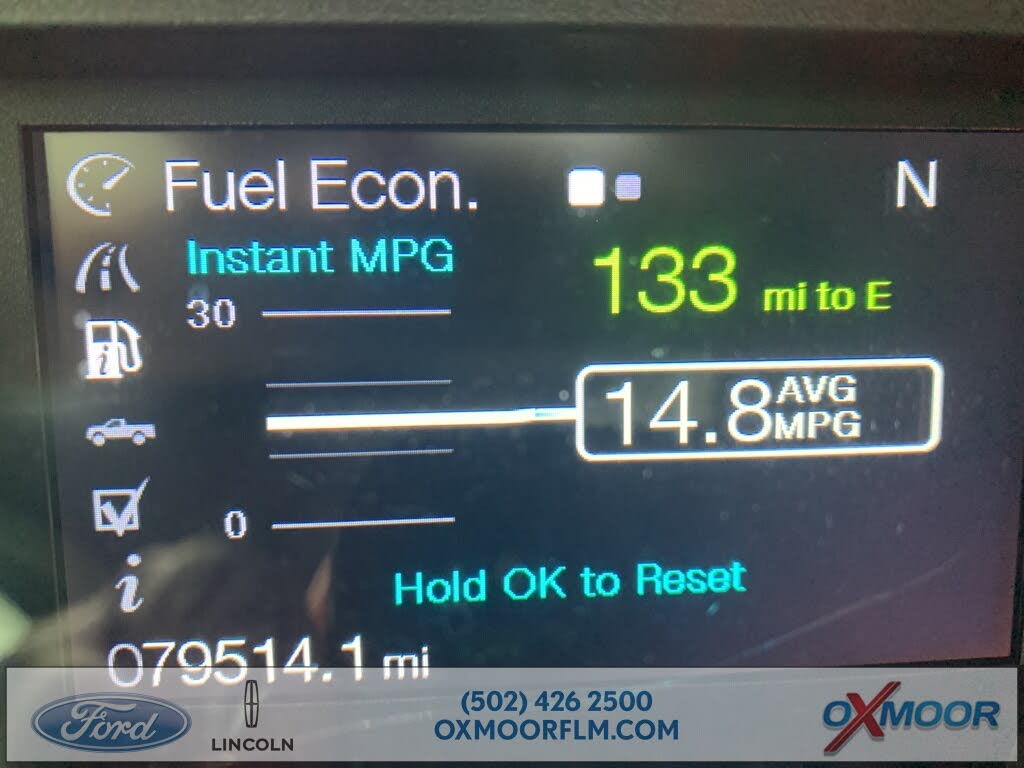 Fuel Econ.
N
Instant MPG
133 mi to E
30
14.8 AVG MPG
0
Hold OK to Reset
079514.1 mi
Ford
LINCOLN
(502) 426 2500
OXMOORFLM.COM
OXMOOR